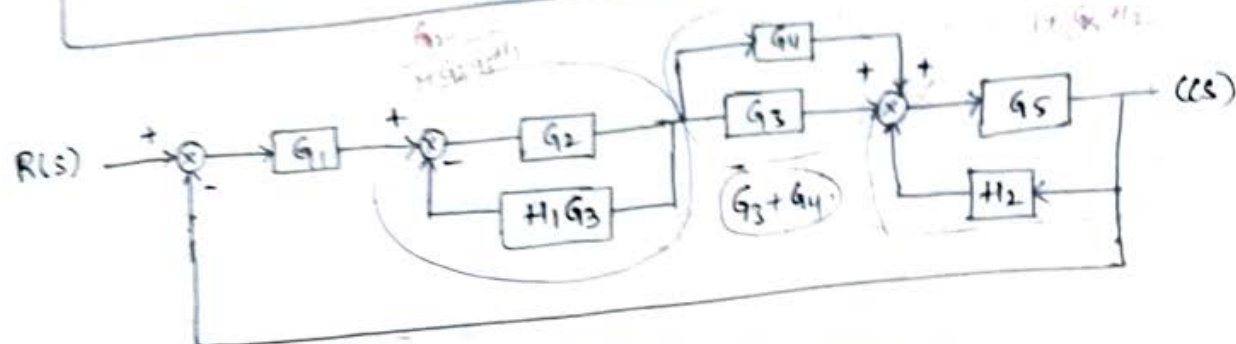 G4
R(S) + - G1 + - G2 G3 + + G5 C(S)
H1G3 G3+G4 H2